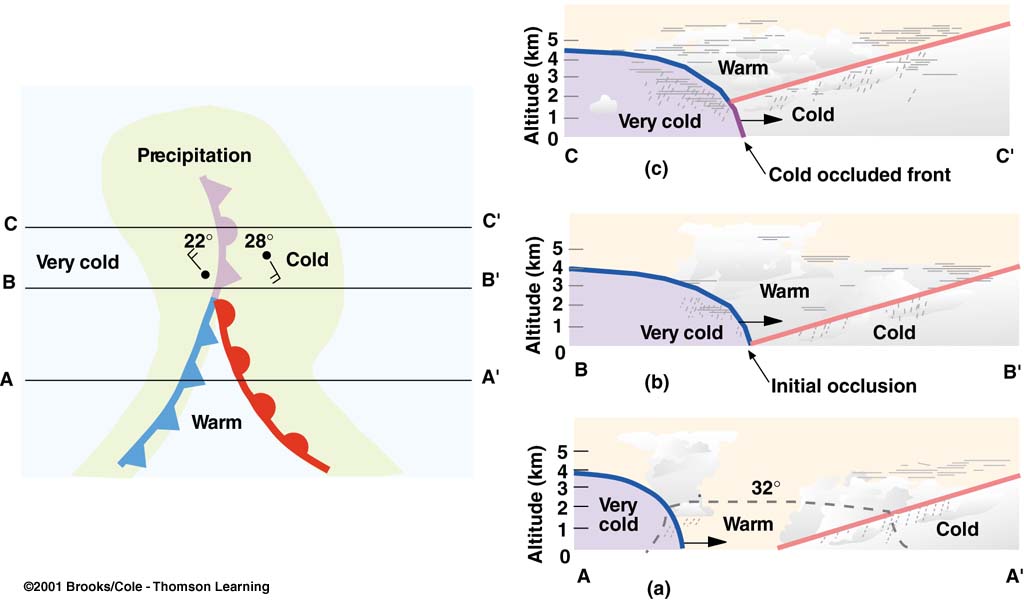 Precipitation
C
C'
22°
28°
Very cold
Cold
B
B'
A
A'
Warm
©2001 Brooks/Cole - Thomson Learning
Altitude (km)
5
4
3
2
1
0
Warm
Very cold
Cold
C
C'
(c)
Cold occluded front
Altitude (km)
5
4
3
2
1
0
Warm
Very cold
Cold
B
B'
(b)
Initial occlusion
Altitude (km)
5
4
3
2
1
0
32°
Very
cold
Warm
Cold
A
A'
(a)